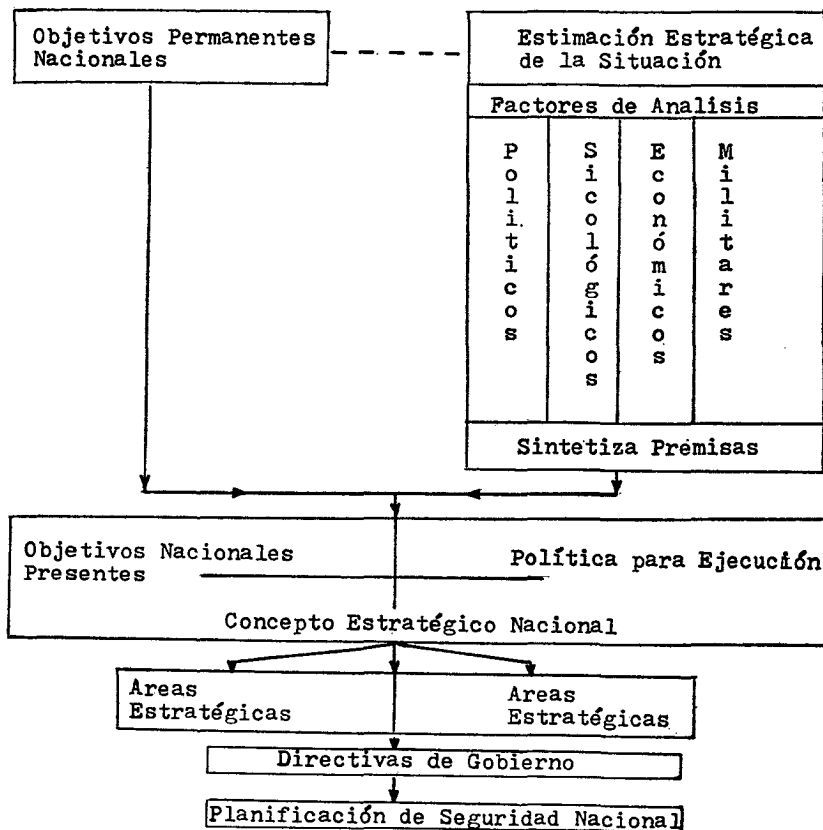 Objetivos Permanentes
Nacionales
Estimación Estratégica
de la Situación
Factores de Analisis
Politicos
Sicológicos
Económicos
Militares
Sintetiza Premisas
Objetivos Nacionales
Presentes
Política para Ejecución
Concepto Estratégico Nacional
Areas
Estratégicas
Areas
Estratégicas
Directivas de Gobierno
Planificación de Seguridad Nacional